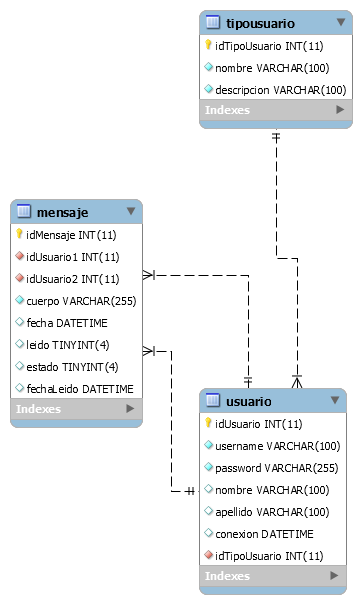 tipousuario
idTipoUsuario INT(11)
nombre VARCHAR(100)
descripcion VARCHAR(100)
Indexes
mensaje
idMensaje INT(11)
idUsuario1 INT(11)
idUsuario2 INT(11)
cuerpo VARCHAR(255)
fecha DATETIME
leido TINYINT(4)
estado TINYINT(4)
fechaLeido DATETIME
Indexes
usuario
idUsuario INT(11)
username VARCHAR(100)
password VARCHAR(255)
nombre VARCHAR(100)
apellido VARCHAR(100)
conexion DATETIME
idTipoUsuario INT(11)
Indexes